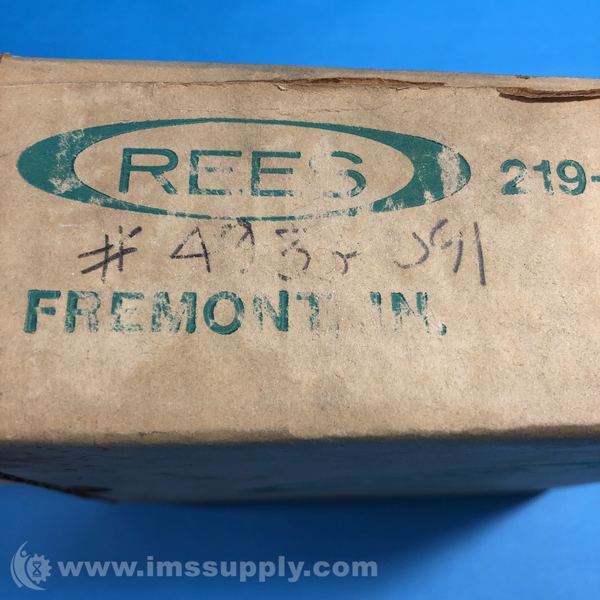 REES 219-
#
FREMONT, IN.
www.imssupply.com